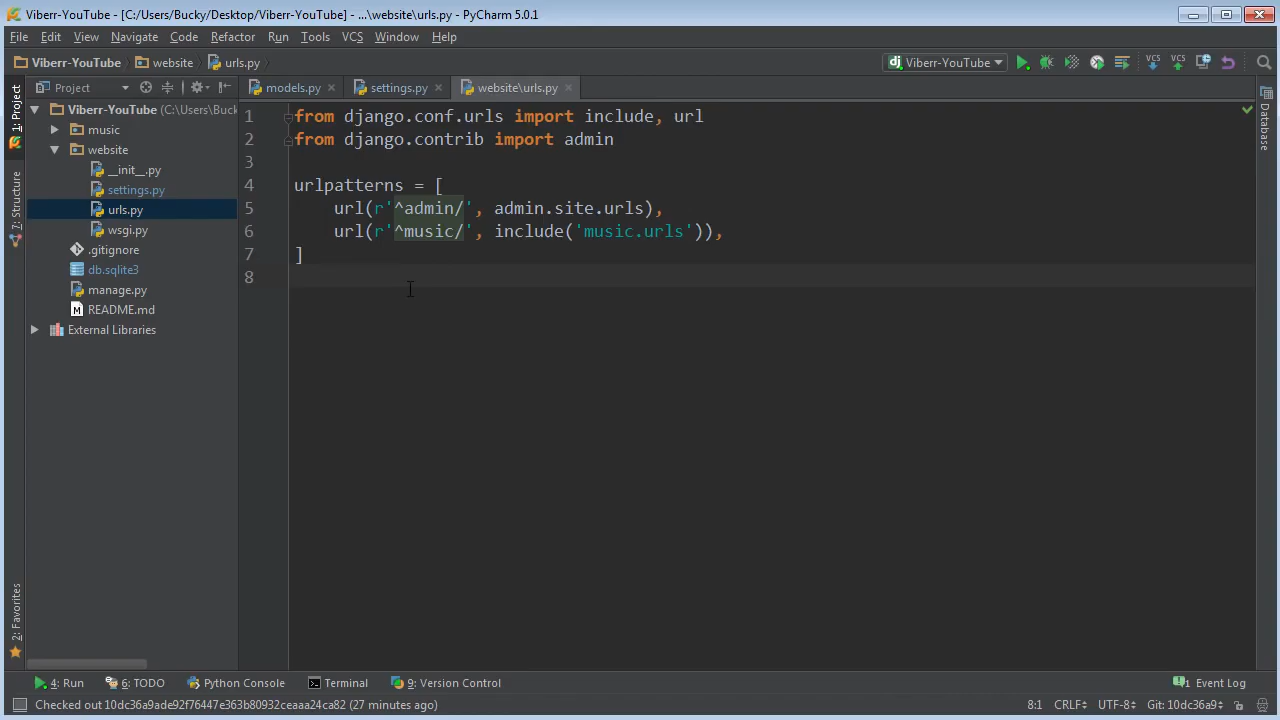 Viberr-YouTube - [C:/Users/Bucky/Desktop/Viberr-YouTube] - ...\website\urls.py - PyCharm 5.0.1
File Edit View Navigate Code Refactor Run Tools VCS Window Help
Viberr-YouTube website urls.py Viberr-YouTube VCS VCS
1: Project
7: Structure
2: Favorites
Project
Viberr-YouTube (C:\Users\Buck
music
website
__init__.py
settings.py
urls.py
wsgi.py
.gitignore
db.sqlite3
manage.py
README.md
External Libraries
models.py settings.py website\urls.py
1 from django.conf.urls import include, url
2 from django.contrib import admin
3
4 urlpatterns = [
5 url(r'^admin/', admin.site.urls),
6 url(r'^music/', include('music.urls')),
7 ]
8
Database
4: Run 6: TODO Python Console Terminal 9: Version Control 1 Event Log
Checked out 10dc36a9ade92f76447e363b80932ceaaa24ca82 (27 minutes ago) 8:1 CRLF UTF-8 Git: 10dc36a9